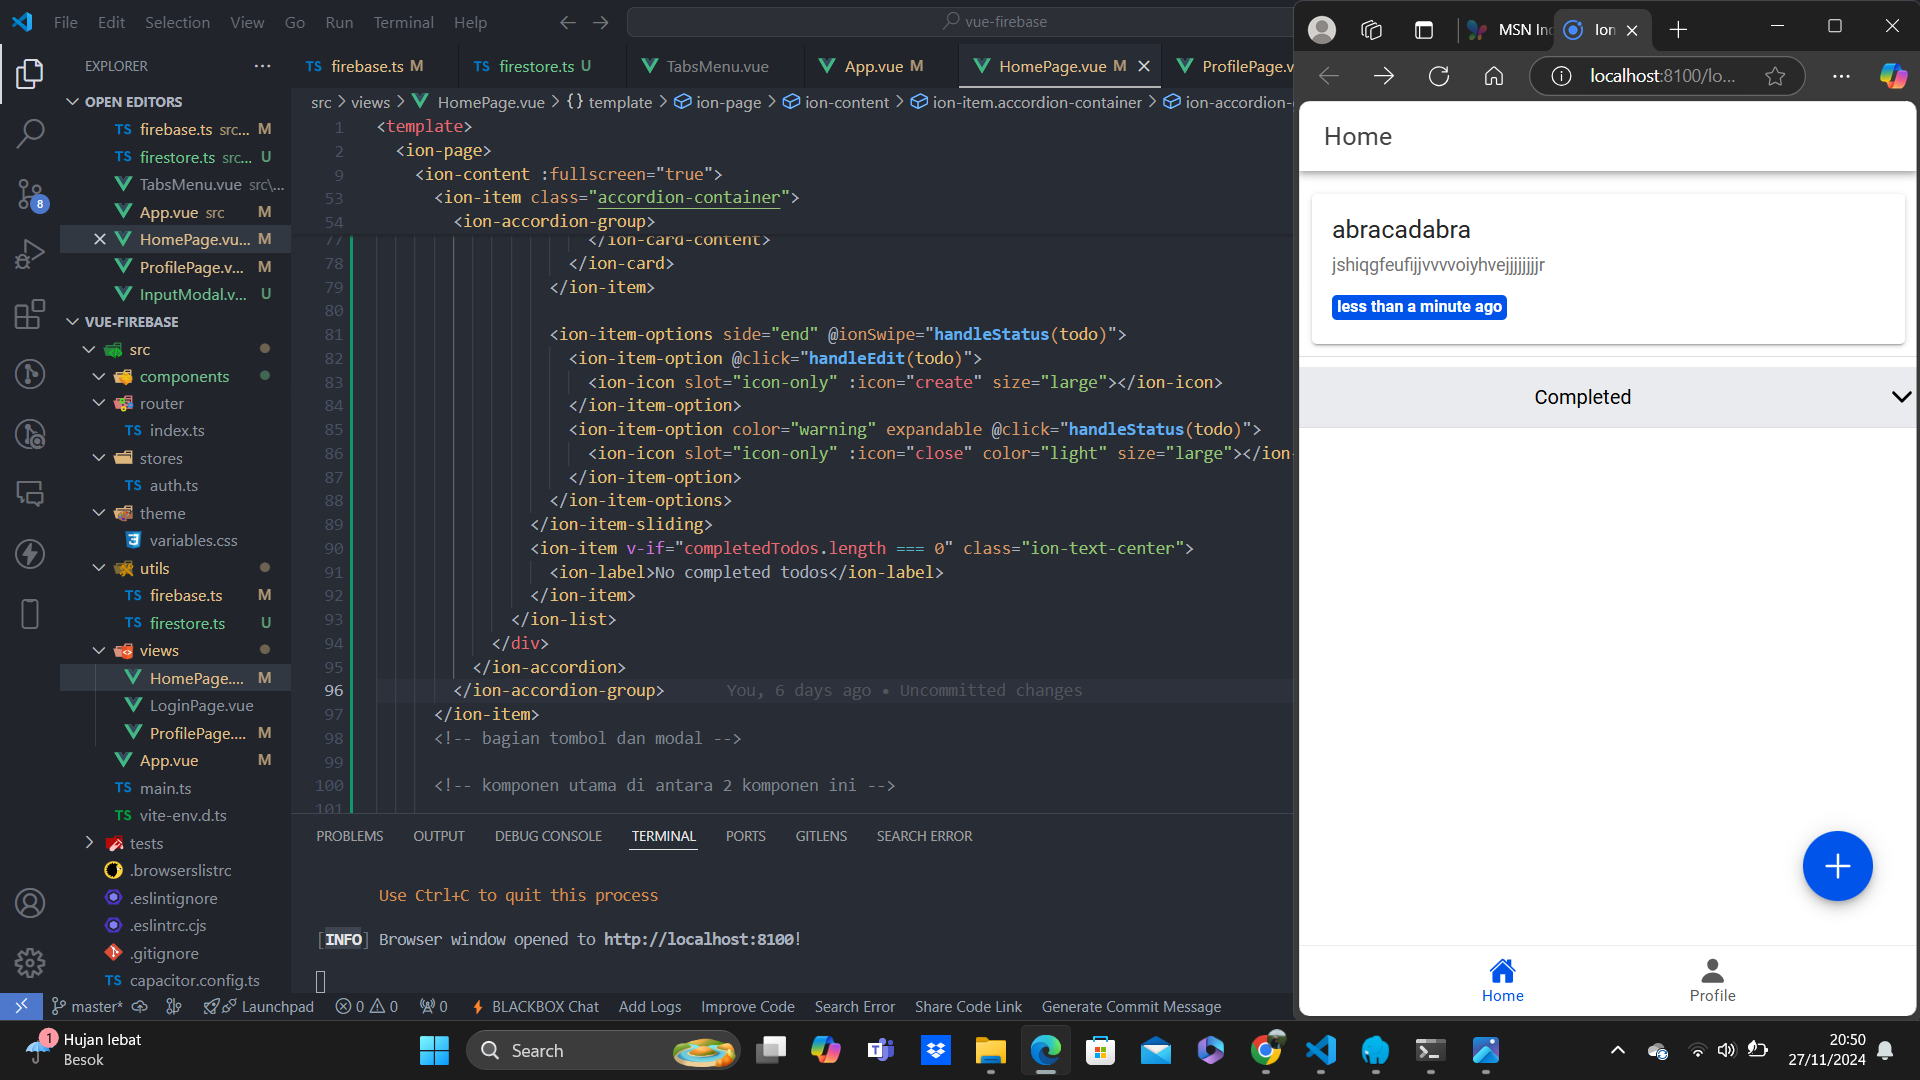 File Edit Selection View Go Run Terminal Help
vue-firebase
EXPLORER
OPEN EDITORS
TS firebase.ts src... M
TS firestore.ts src... U
TabsMenu.vue src\...
App.vue src M
HomePage.vu... M
ProfilePage.v... M
InputModal.v... U
VUE-FIREBASE
src
components
router
TS index.ts
stores
TS auth.ts
theme
variables.css
utils
TS firebase.ts M
TS firestore.ts U
views
HomePage.... M
LoginPage.vue
ProfilePage.... M
App.vue M
TS main.ts
TS vite-env.d.ts
tests
.browserslistrc
.eslintignore
.eslintrc.cjs
.gitignore
TS capacitor.config.ts
8
TS firebase.ts M TS firestore.ts U TabsMenu.vue App.vue M HomePage.vue M ProfilePage.v
src > views > HomePage.vue > {} template > ion-page > ion-content > ion-item.accordion-container > ion-accordion-
1 <template>
2 <ion-page>
9 <ion-content :fullscreen="true">
53 <ion-item class="accordion-container">
54 <ion-accordion-group>
77 </ion-card-content>
78 </ion-card>
79 </ion-item>
80
81 <ion-item-options side="end" @ionSwipe="handleStatus(todo)">
82 <ion-item-option @click="handleEdit(todo)">
83 <ion-icon slot="icon-only" :icon="create" size="large"></ion-icon>
84 </ion-item-option>
85 <ion-item-option color="warning" expandable @click="handleStatus(todo)">
86 <ion-icon slot="icon-only" :icon="close" color="light" size="large"></ion-
87 </ion-item-option>
88 </ion-item-options>
89 </ion-item-sliding>
90 <ion-item v-if="completedTodos.length === 0" class="ion-text-center">
91 <ion-label>No completed todos</ion-label>
92 </ion-item>
93 </ion-list>
94 </div>
95 </ion-accordion>
96 </ion-accordion-group> You, 6 days ago • Uncommitted changes
97 </ion-item>
98 <!-- bagian tombol dan modal -->
99
100 <!-- komponen utama di antara 2 komponen ini -->
101
PROBLEMS OUTPUT DEBUG CONSOLE TERMINAL PORTS GITLENS SEARCH ERROR
Use Ctrl+C to quit this process
[INFO] Browser window opened to http://localhost:8100!
master* Launchpad 0 0 0 BLACKBOX Chat Add Logs Improve Code Search Error Share Code Link Generate Commit Message
MSN Inc Ion
localhost:8100/lo...
Home
abracadabra
jshiqgfeufijjvvvvoiyhvejjjjjjjjr
less than a minute ago
Completed
Home Profile
1
Hujan lebat
Besok
Search
20:50
27/11/2024